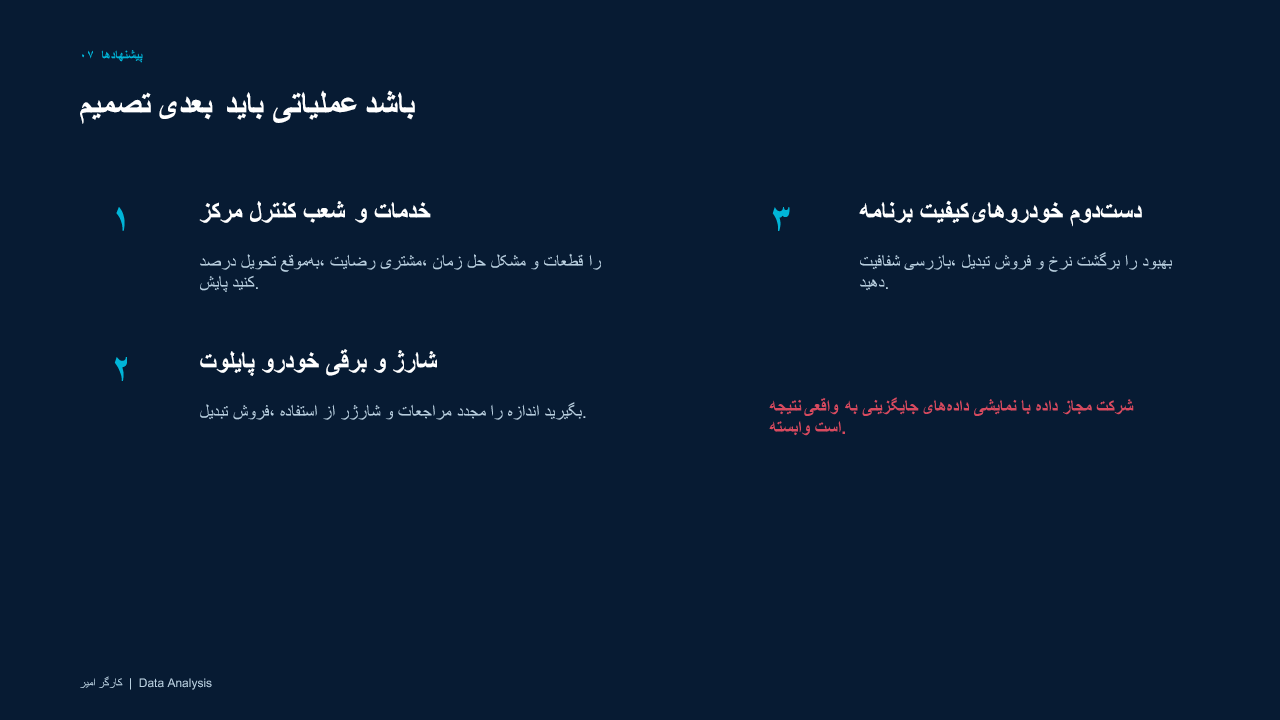 ۰۷ پیشنهادها
تصمیم بعدی باید عملیاتی باشد
۱
مرکز کنترل شعب و خدمات
درصد تحویل به‌موقع، رضایت مشتری، زمان حل مشکل و قطعات را
پایش کنید.
۲
پایلوت خودرو برقی و شارژ
تبدیل فروش، استفاده از شارژر و مراجعات مجدد را اندازه بگیرید.
۳
برنامه کیفیت خودروهای دست‌دوم
شفافیت بازرسی، تبدیل فروش و نرخ برگشت را بهبود
دهید.
نتیجه واقعی به جایگزینی داده‌های نمایشی با داده مجاز شرکت
وابسته است.
امیر کارگر | Data Analysis